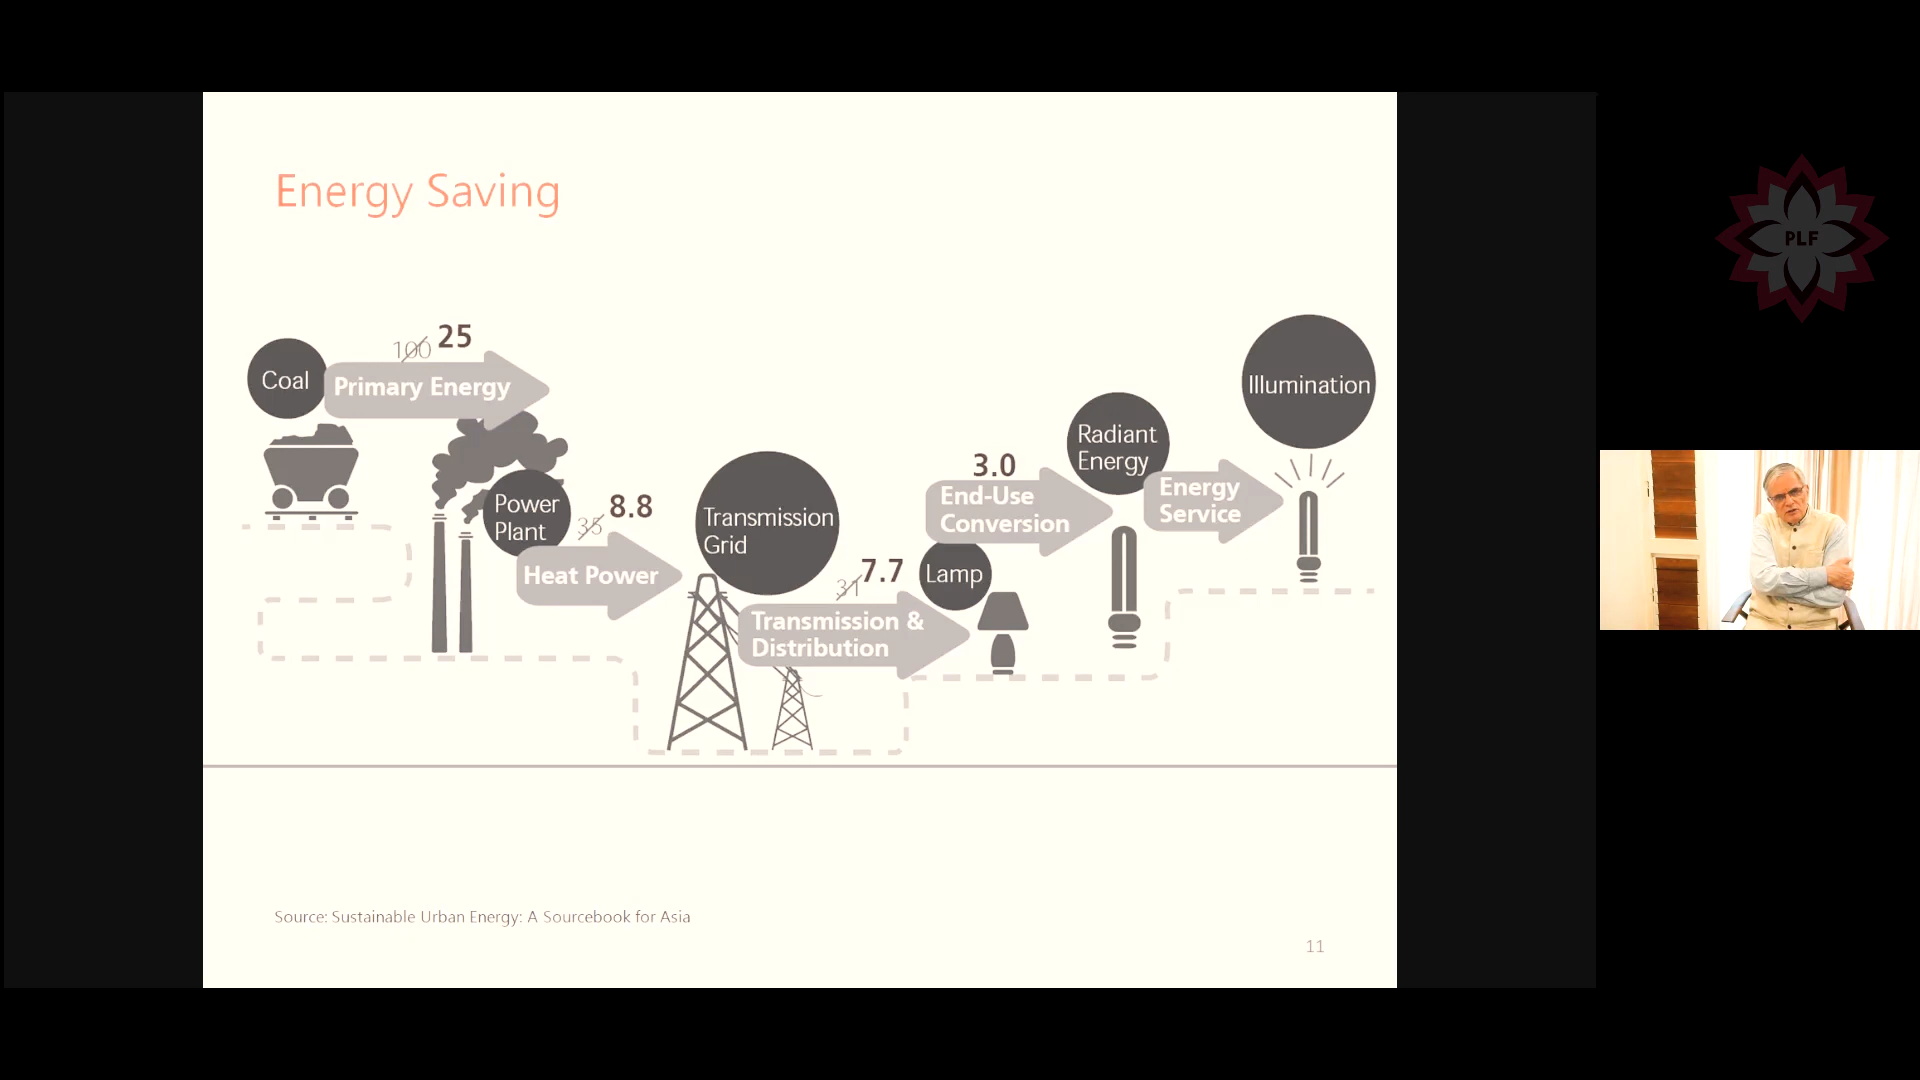 PLF
Energy Saving
100 25
Coal
Primary Energy
Power
Plant
35 8.8
Heat Power
Transmission
Grid
31 7.7
Transmission &
Distribution
Lamp
3.0
End-Use
Conversion
Radiant
Energy
Energy
Service
Illumination
Source: Sustainable Urban Energy: A Sourcebook for Asia
11